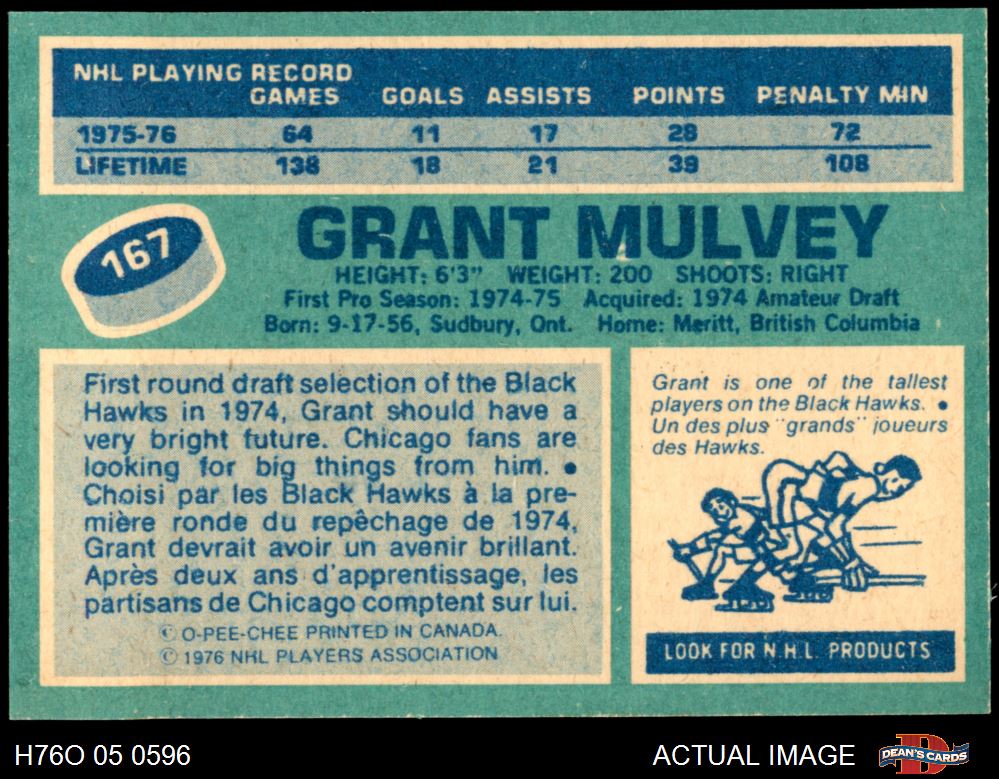 NHL PLAYING RECORD
GAMES GOALS ASSISTS POINTS PENALTY MIN
1975-76 64 11 17 28 72
LIFETIME 138 18 21 39 108
167
GRANT MULVEY
HEIGHT: 6'3" WEIGHT: 200 SHOOTS: RIGHT
First Pro Season: 1974-75 Acquired: 1974 Amateur Draft
Born: 9-17-56, Sudbury, Ont. Home: Meritt, British Columbia
First round draft selection of the Black
Hawks in 1974, Grant should have a
very bright future. Chicago fans are
looking for big things from him. •
Choisi par les Black Hawks à la pre-
mière ronde du repêchage de 1974,
Grant devrait avoir un avenir brillant.
Après deux ans d'apprentissage, les
partisans de Chicago comptent sur lui.
© O-PEE-CHEE PRINTED IN CANADA.
© 1976 NHL PLAYERS ASSOCIATION
Grant is one of the tallest
players on the Black Hawks. •
Un des plus "grands" joueurs
des Hawks.
LOOK FOR N.H.L. PRODUCTS
H76O 05 0596
ACTUAL IMAGE
D
DEAN'S CARDS